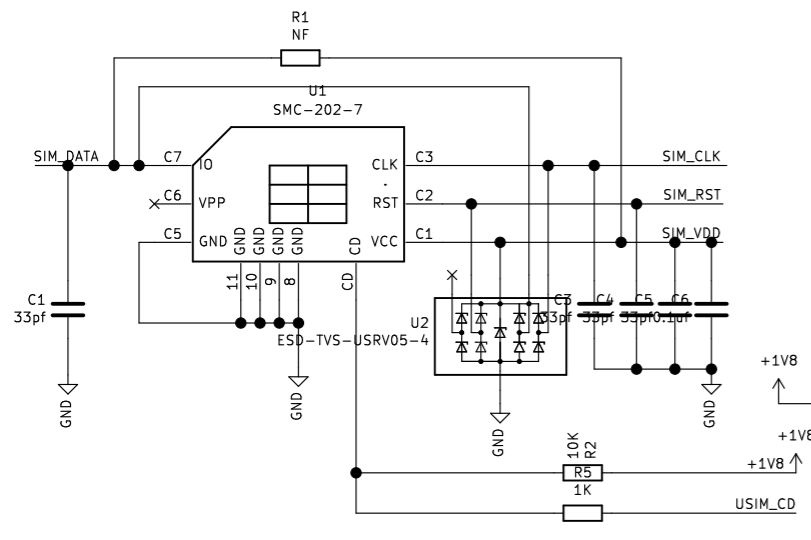 R1
NF
U1
SMC-202-7
SIM_DATA
C7
IO
CLK
C3
SIM_CLK
C6
VPP
RST
C2
SIM_RST
C5
GND
GND
GND
GND
GND
CD
VCC
C1
SIM_VDD
11
10
9
8
CD
C1
33pf
U2
ESD-TVS-USRV05-4
C3
C4
C5
C6
33pf
33pf
33pf
0.1uf
GND
GND
GND
GND
+1V8
+1V8
10K
R2
+1V8
R5
1K
USIM_CD